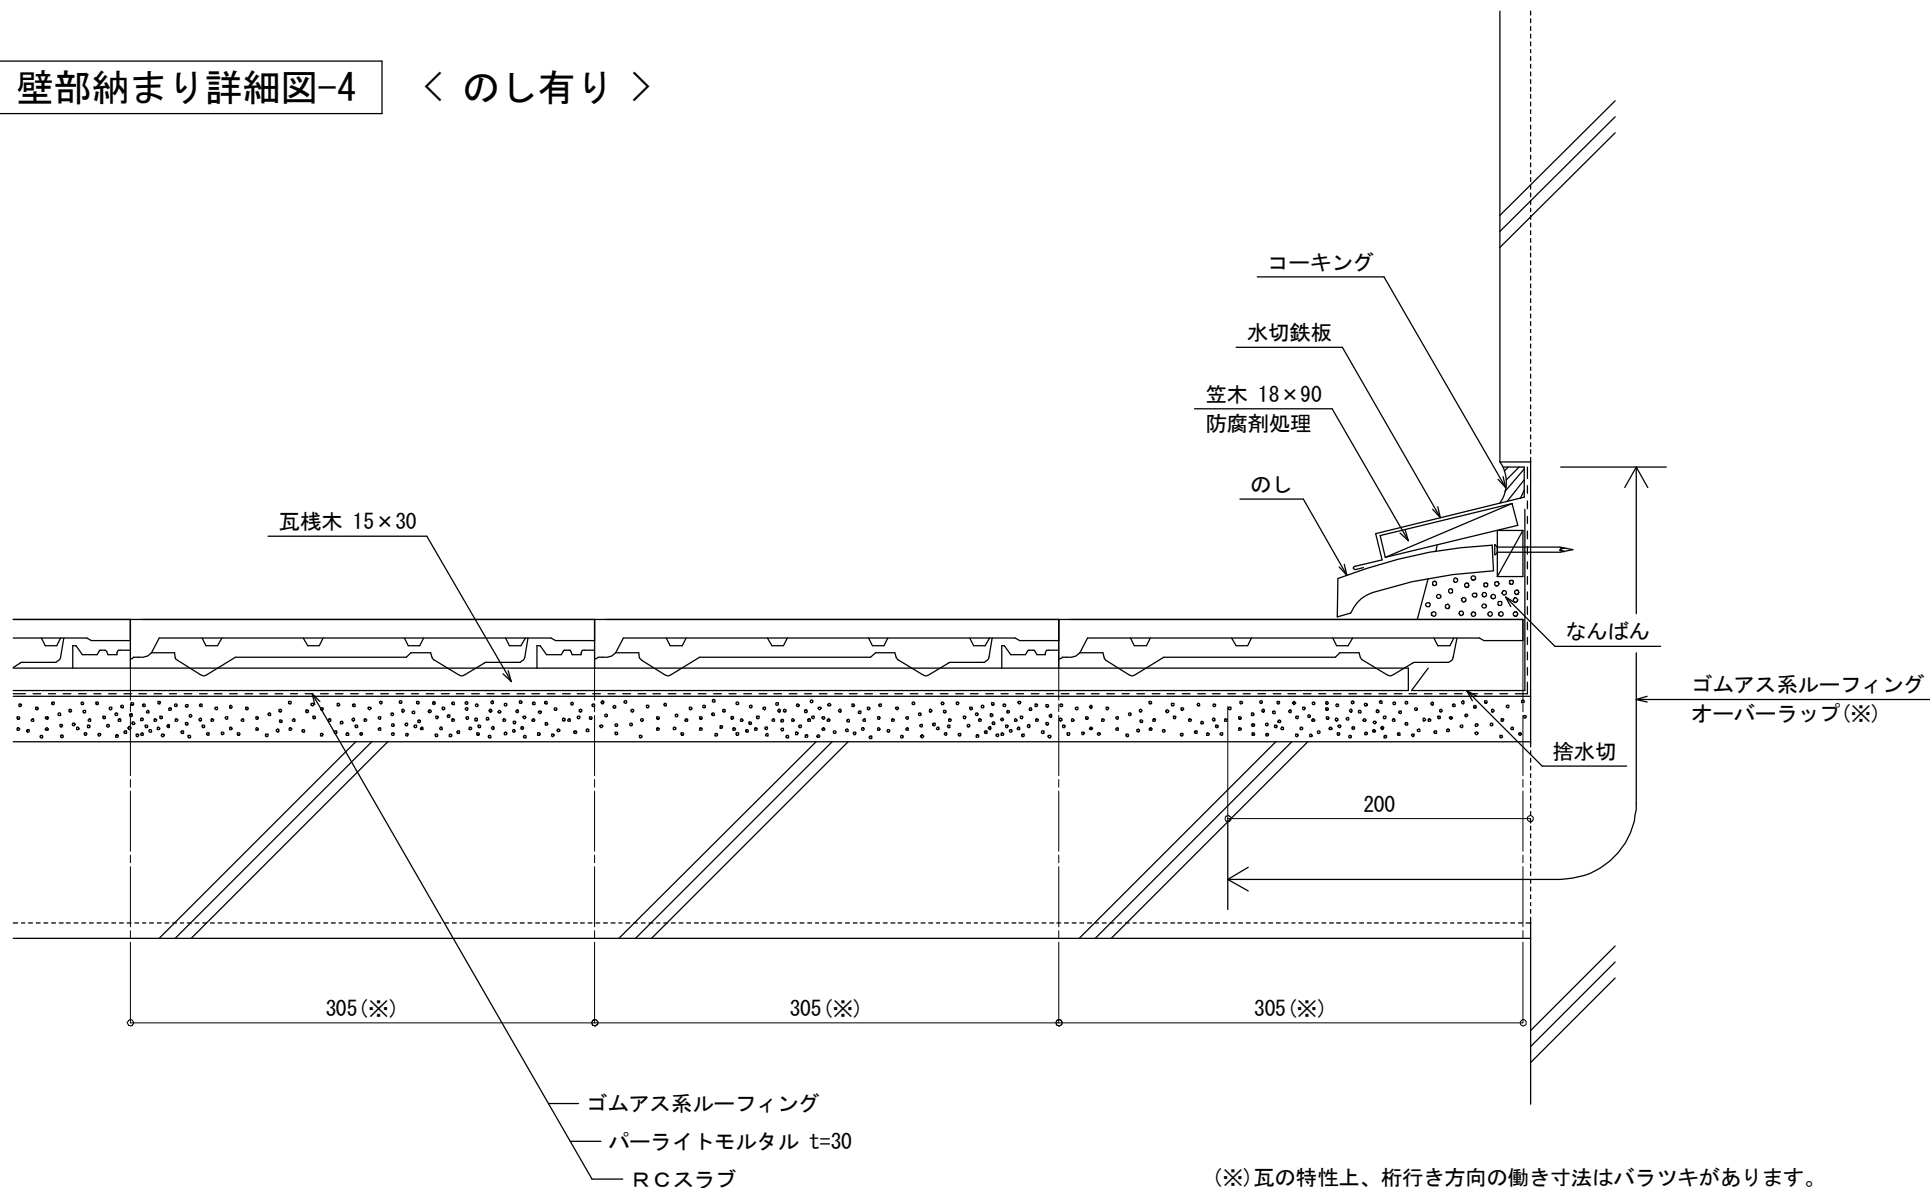 壁部納まり詳細図-4 < のし有り >
コーキング
水切鉄板
笠木 18×90
防腐剤処理
のし
瓦桟木 15×30
なんばん
ゴムアス系ルーフィング
オーバーラップ(※)
捨水切
200
305(※)
305(※)
305(※)
ゴムアス系ルーフィング
パーライトモルタル t=30
RCスラブ
(※)瓦の特性上、桁行き方向の働き寸法はバラツキがあります。